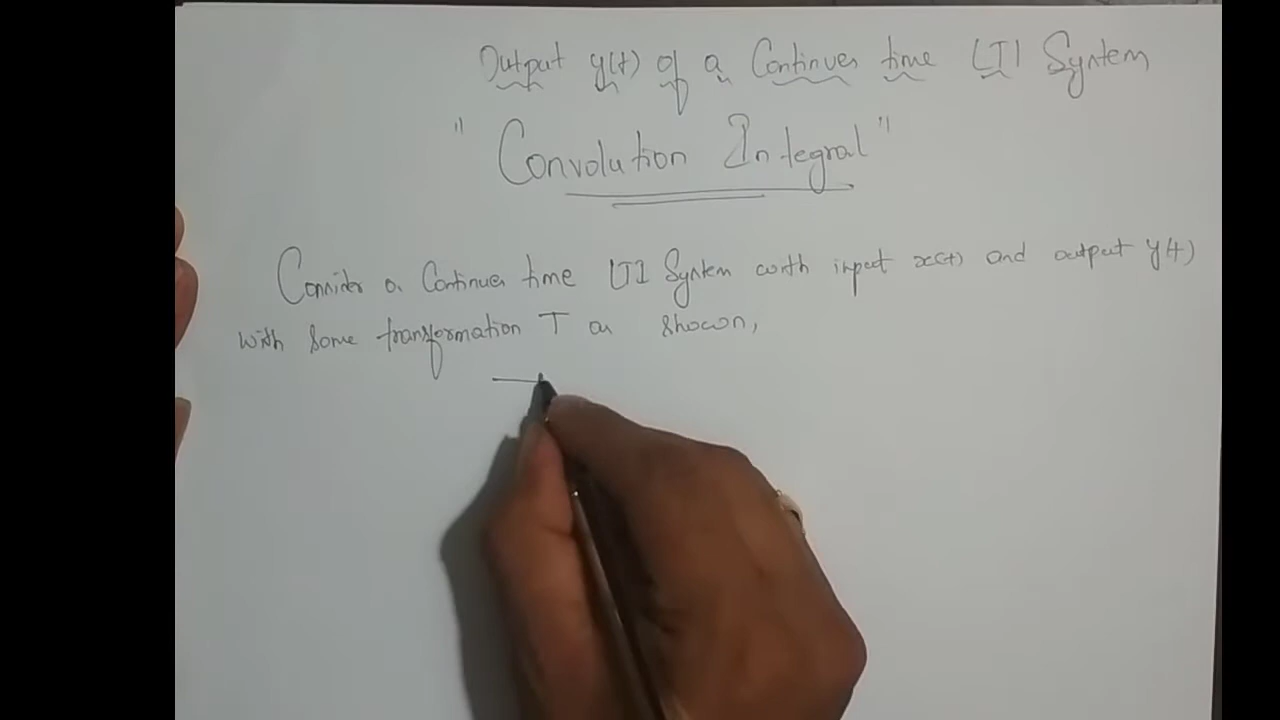 Output y(t) of a Continues time LTI System
"Convolution Integral"
Consider a Continues time LTI System with input x(t) and output y(t)
with some transformation T as shown,